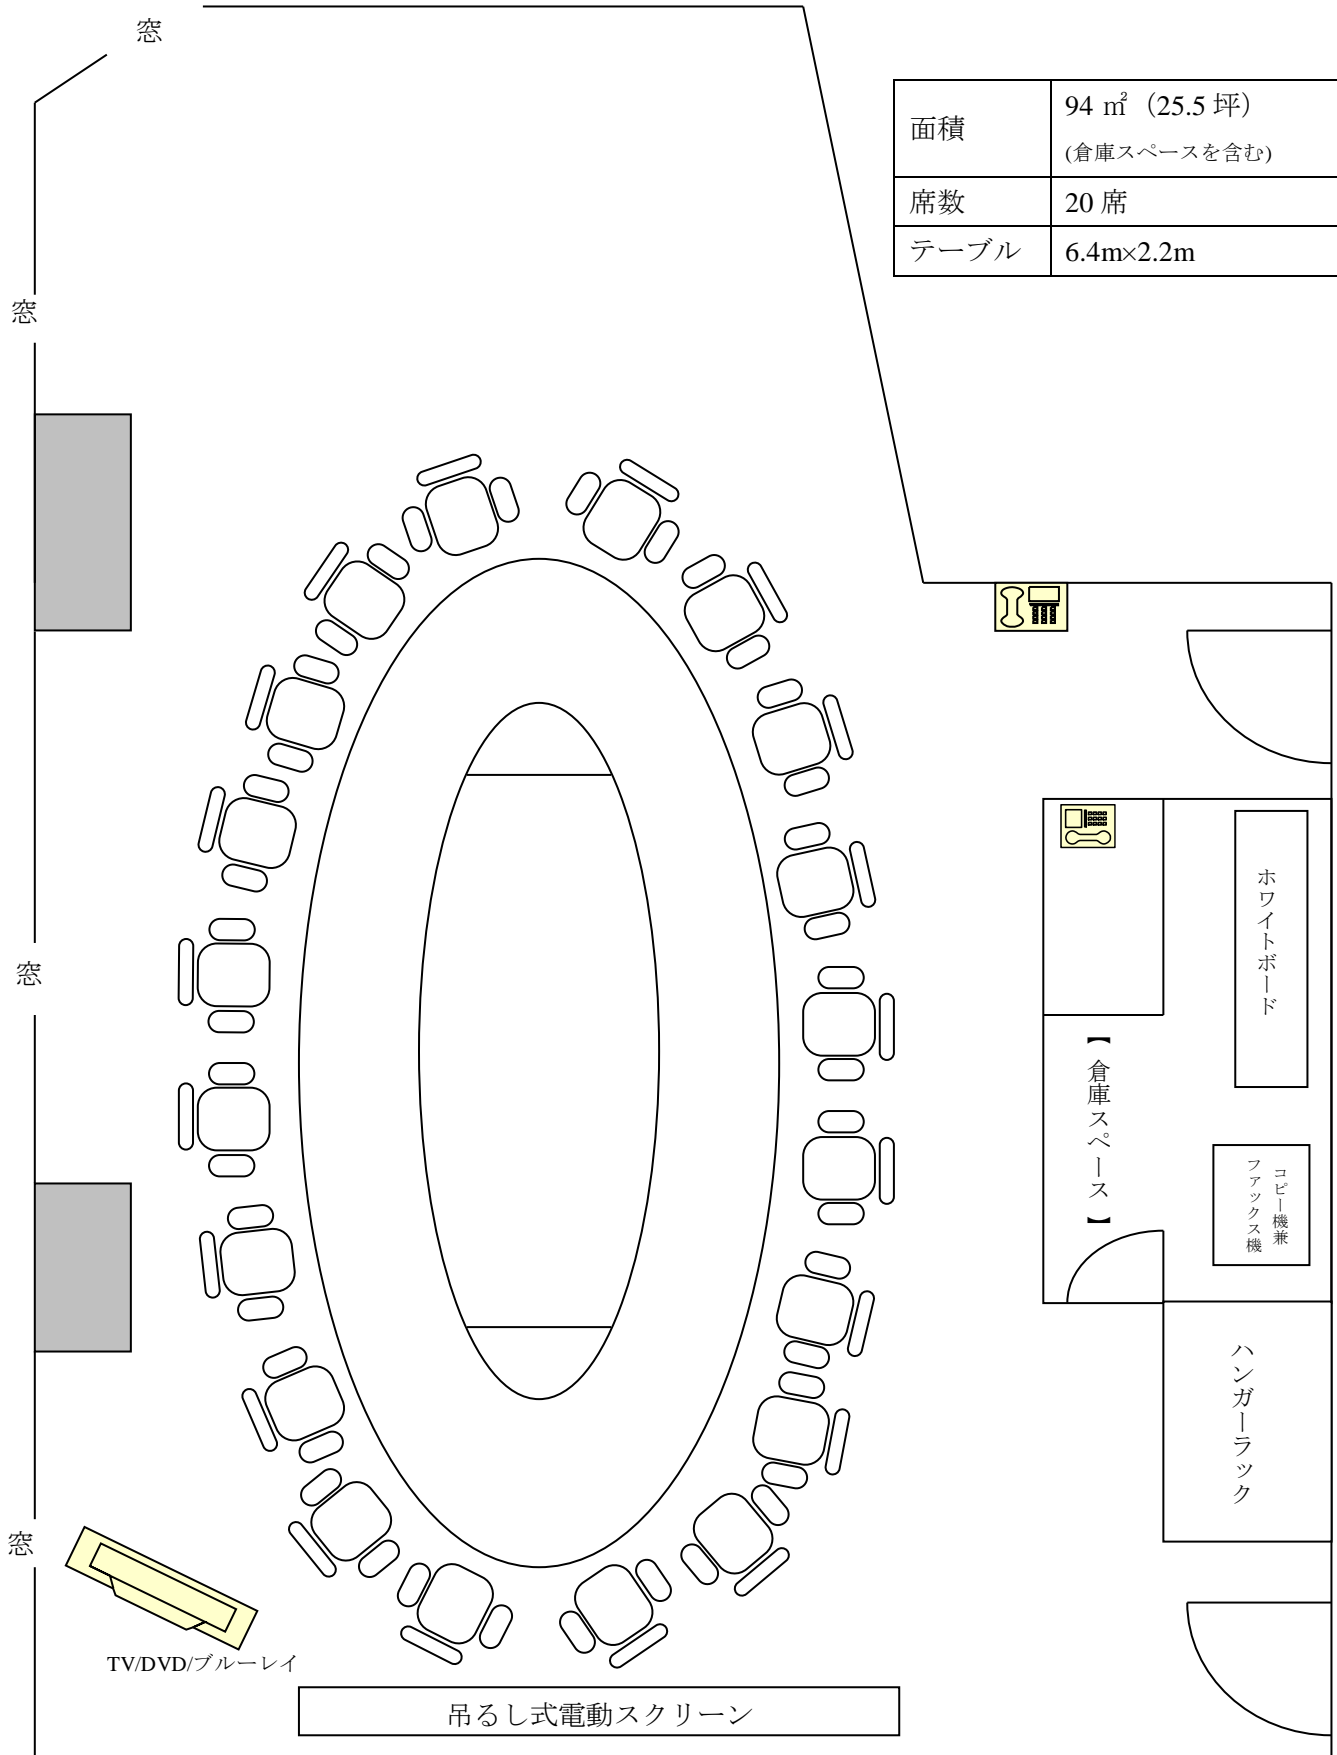 窓
面積
94 ㎡（25.5 坪）
(倉庫スペースを含む)
席数
20 席
テーブル
6.4m×2.2m
窓
ホワイトボード
窓
【 倉庫スペース 】
コピー機兼
ファックス機
ハンガーラック
窓
TV/DVD/ブルーレイ
吊るし式電動スクリーン